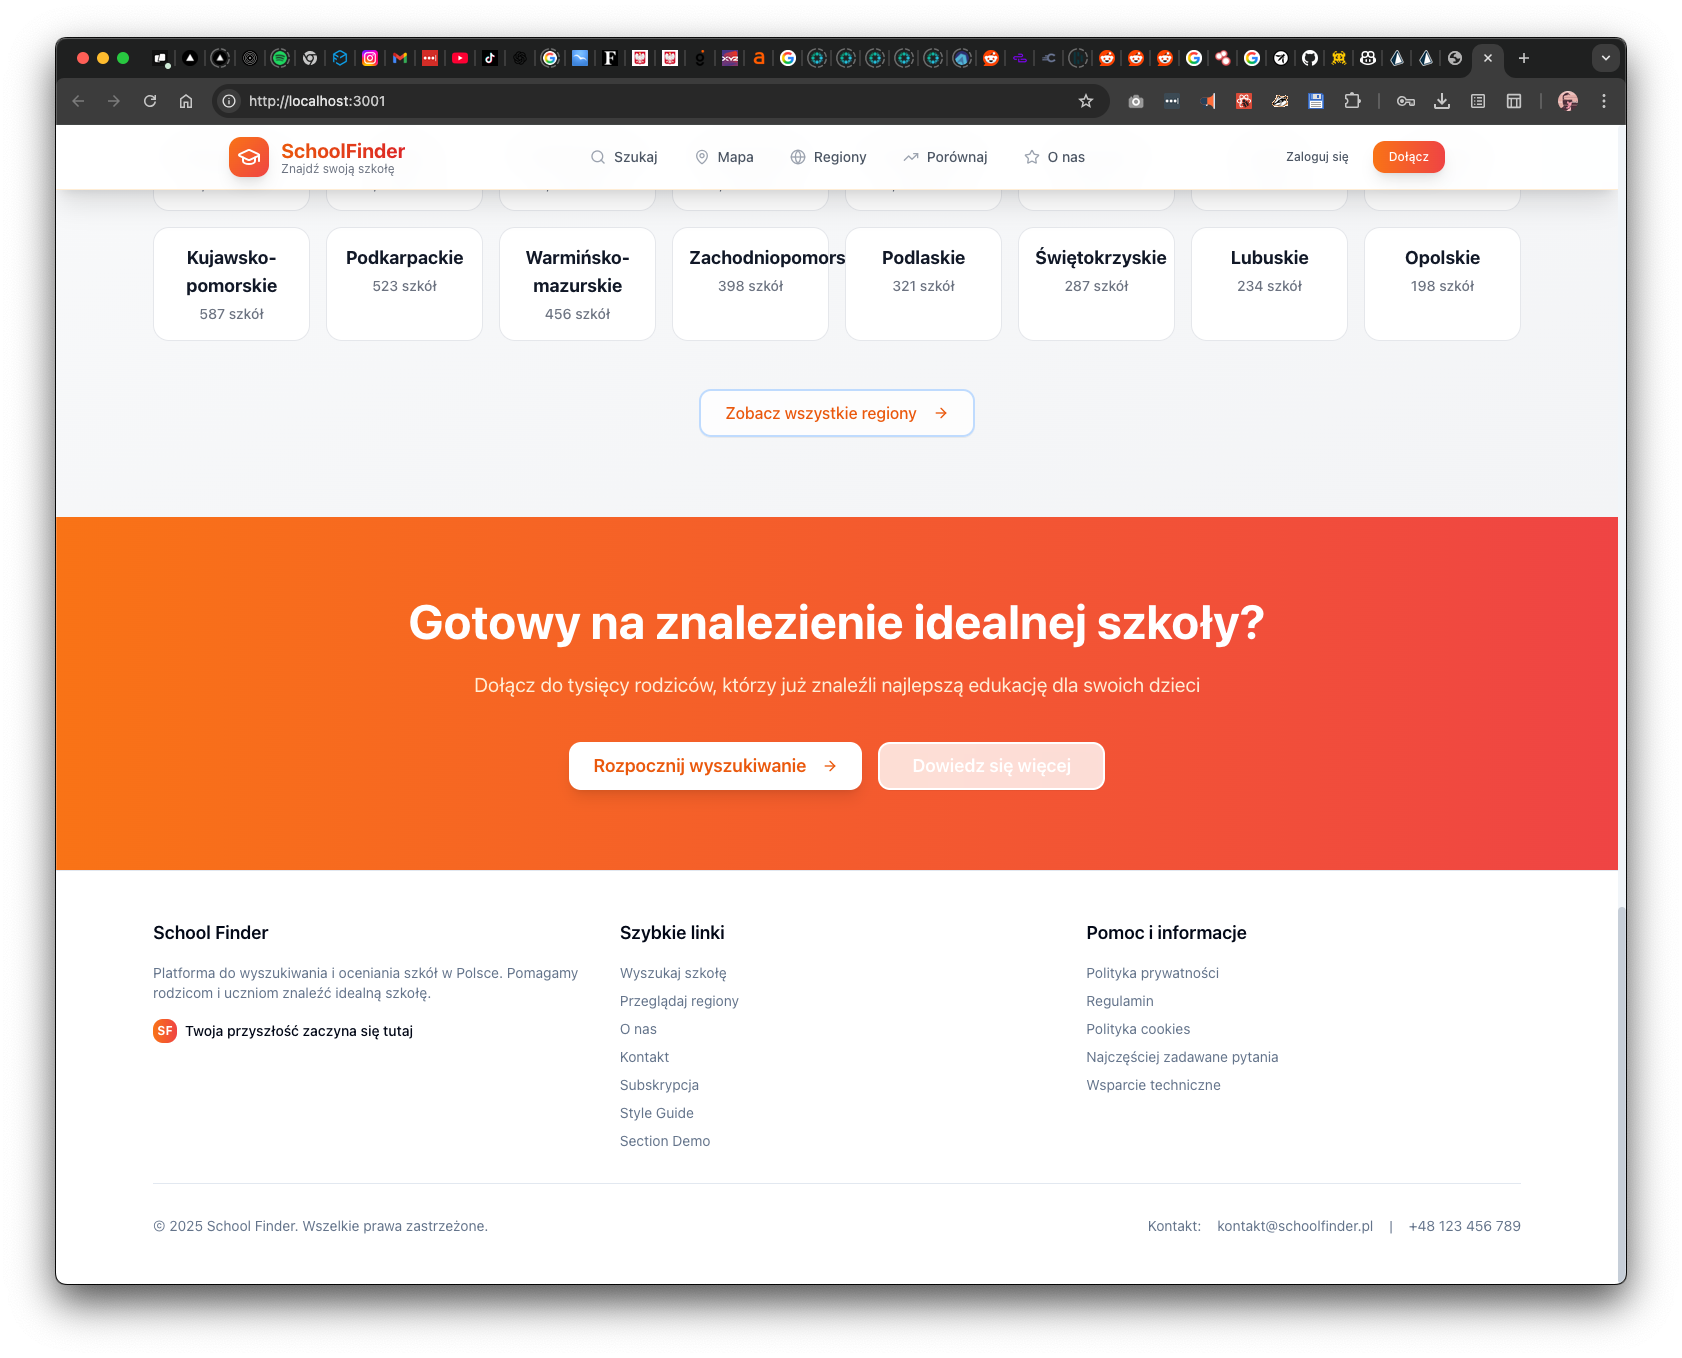 http://localhost:3001
SchoolFinder
Znajdź swoją szkołę
Szukaj
Mapa
Regiony
Porównaj
O nas
Zaloguj się
Dołącz
Kujawsko-
pomorskie
587 szkół
Podkarpackie
523 szkół
Warmińsko-
mazurskie
456 szkół
Zachodniopomors
398 szkół
Podlaskie
321 szkół
Świętokrzyskie
287 szkół
Lubuskie
234 szkół
Opolskie
198 szkół
Zobacz wszystkie regiony
Gotowy na znalezienie idealnej szkoły?
Dołącz do tysięcy rodziców, którzy już znaleźli najlepszą edukację dla swoich dzieci
Rozpocznij wyszukiwanie
Dowiedz się więcej
School Finder
Platforma do wyszukiwania i oceniania szkół w Polsce. Pomagamy
rodzicom i uczniom znaleźć idealną szkołę.
SF
Twoja przyszłość zaczyna się tutaj
Szybkie linki
Wyszukaj szkołę
Przeglądaj regiony
O nas
Kontakt
Subskrypcja
Style Guide
Section Demo
Pomoc i informacje
Polityka prywatności
Regulamin
Polityka cookies
Najczęściej zadawane pytania
Wsparcie techniczne
© 2025 School Finder. Wszelkie prawa zastrzeżone.
Kontakt: kontakt@schoolfinder.pl | +48 123 456 789